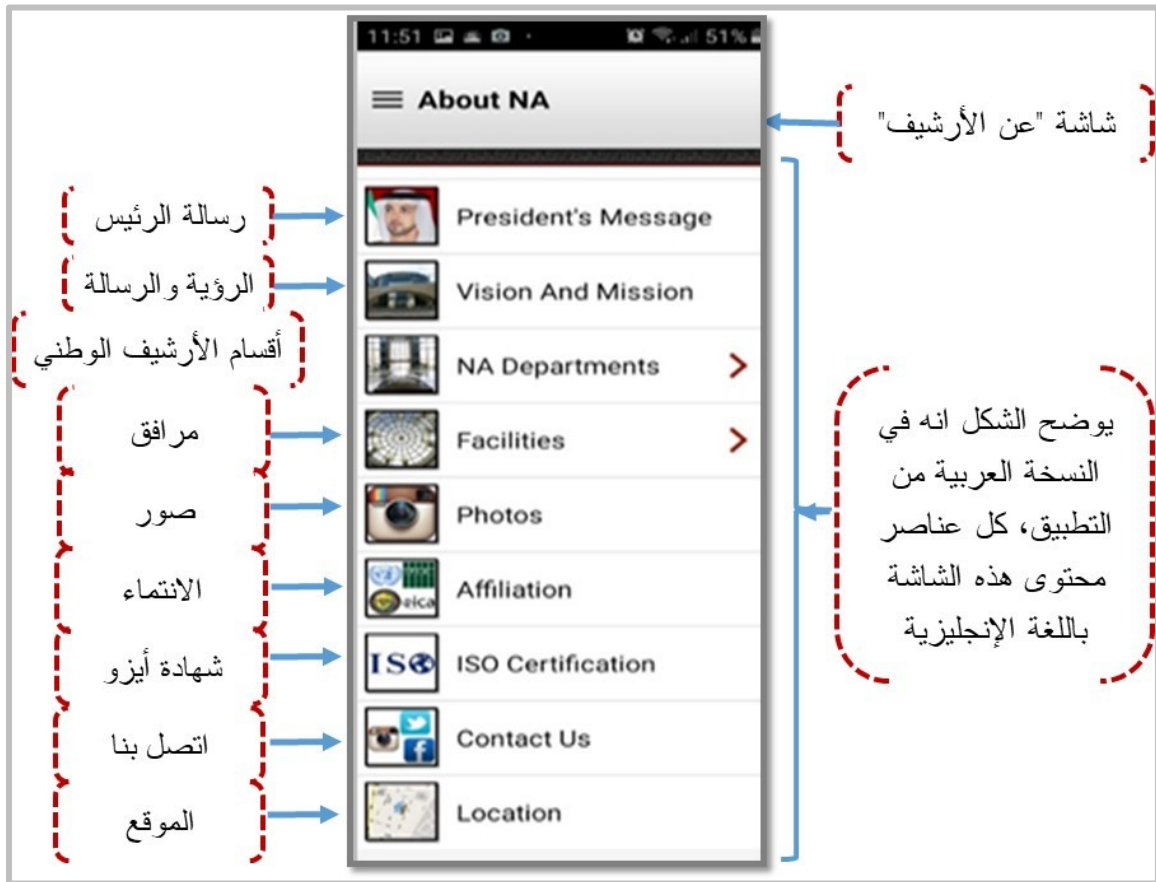 11:51
51%
About NA
شاشة "عن الأرشيف"
President's Message
رسالة الرئيس
Vision And Mission
الرؤية والرسالة
NA Departments
أقسام الأرشيف الوطني
Facilities
مرافق
Photos
صور
Affiliation
الانتماء
eica
ISO Certification
شهادة أيزو
ISO
Contact Us
اتصل بنا
Location
الموقع
يوضح الشكل انه في
النسخة العربية من
التطبيق، كل عناصر
محتوى هذه الشاشة
باللغة الإنجليزية